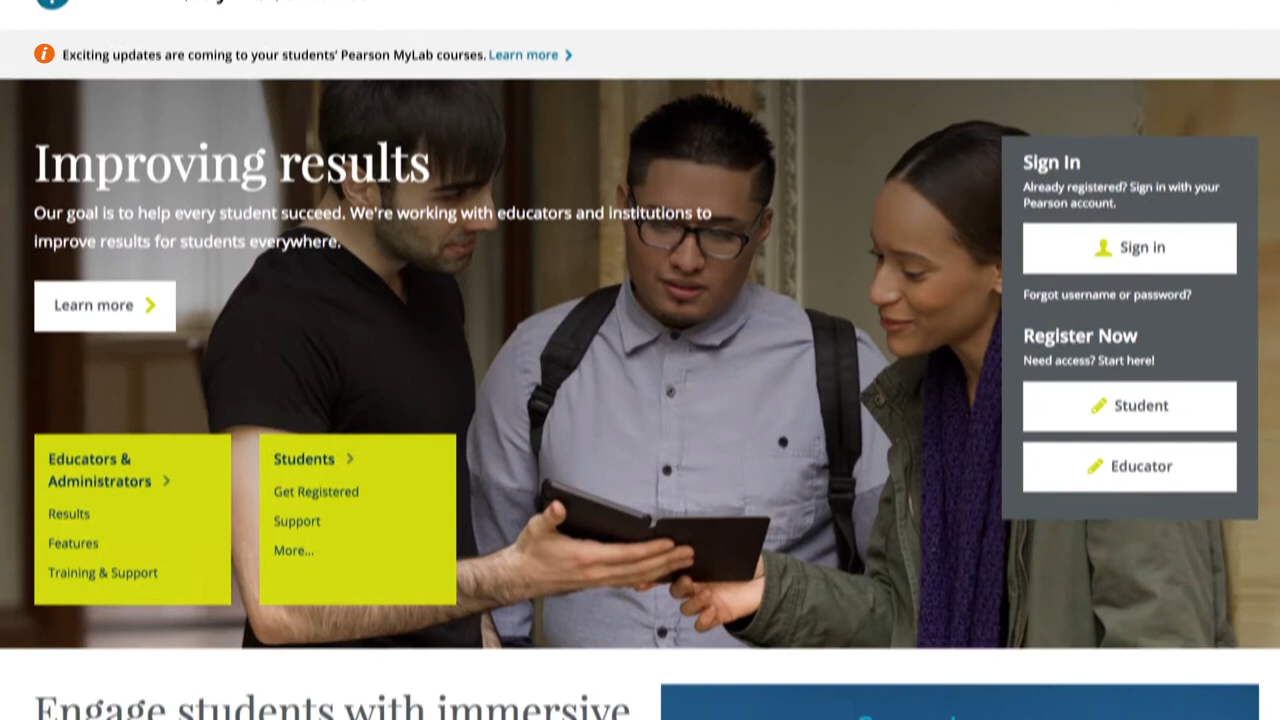 Exciting updates are coming to your students' Pearson MyLab courses. Learn more
Improving results
Our goal is to help every student succeed. We're working with educators and institutions to
improve results for students everywhere.
Learn more
Educators &
Administrators
Results
Features
Training & Support
Students
Get Registered
Support
More...
Sign In
Already registered? Sign in with your
Pearson account.
Sign in
Forgot username or password?
Register Now
Need access? Start here!
Student
Educator
Engage students with immersive